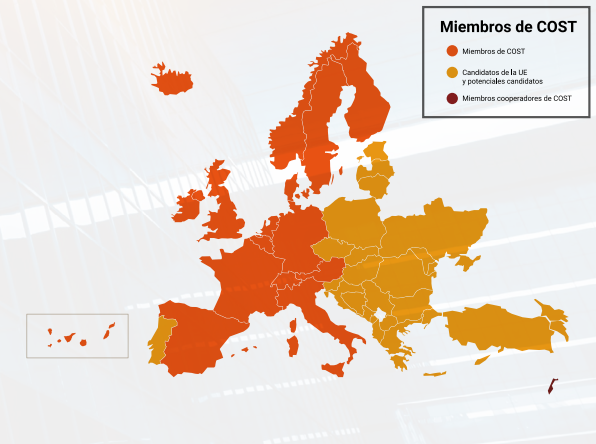 Miembros de COST
Miembros de COST
Candidatos de la UE
y potenciales candidatos
Miembros cooperadores de COST